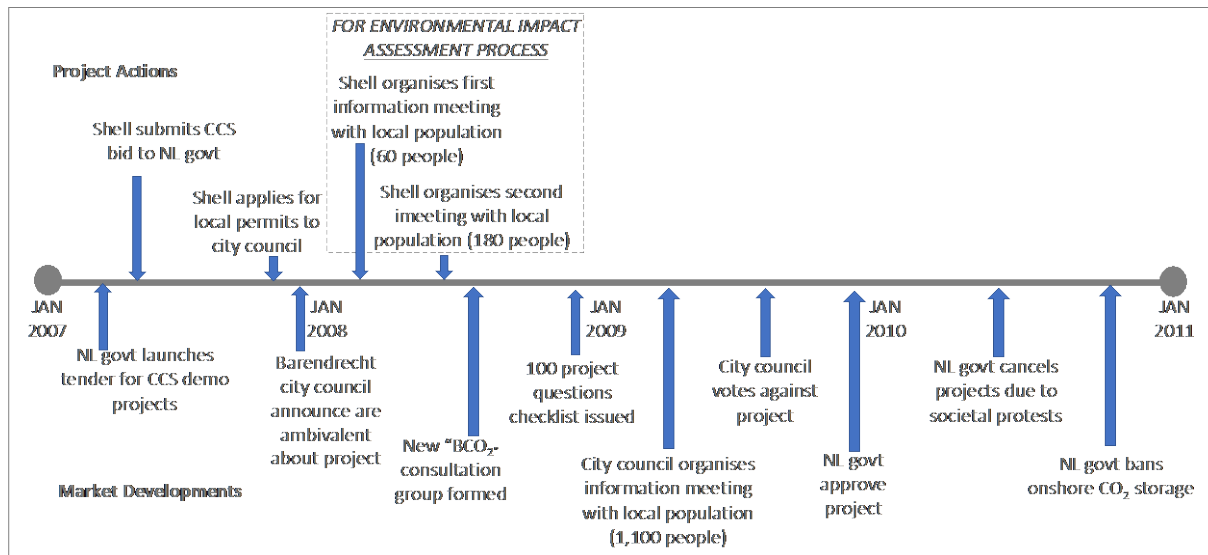 FOR ENVIRONMENTAL IMPACT
ASSESSMENT PROCESS
Project Actions
Shell organises first
information meeting
with local population
(60 people)
Shell submits CCS
bid to NL govt
Shell applies for
local permits to
city council
Shell organises second
imeeting with local
population (180 people)
JAN
2007
JAN
2008
JAN
2009
JAN
2010
JAN
2011
NL govt launches
tender for CCS demo
projects
Barendrecht
city council
announce are
ambivalent
about project
100 project
questions
checklist issued
City council
votes against
project
NL govt cancels
projects due to
societal protests
New “BCO₂-
consultation
group formed
City council organises
information meeting
with local population
(1,100 people)
NL govt
approve
project
NL govt bans
onshore CO₂ storage
Market Developments